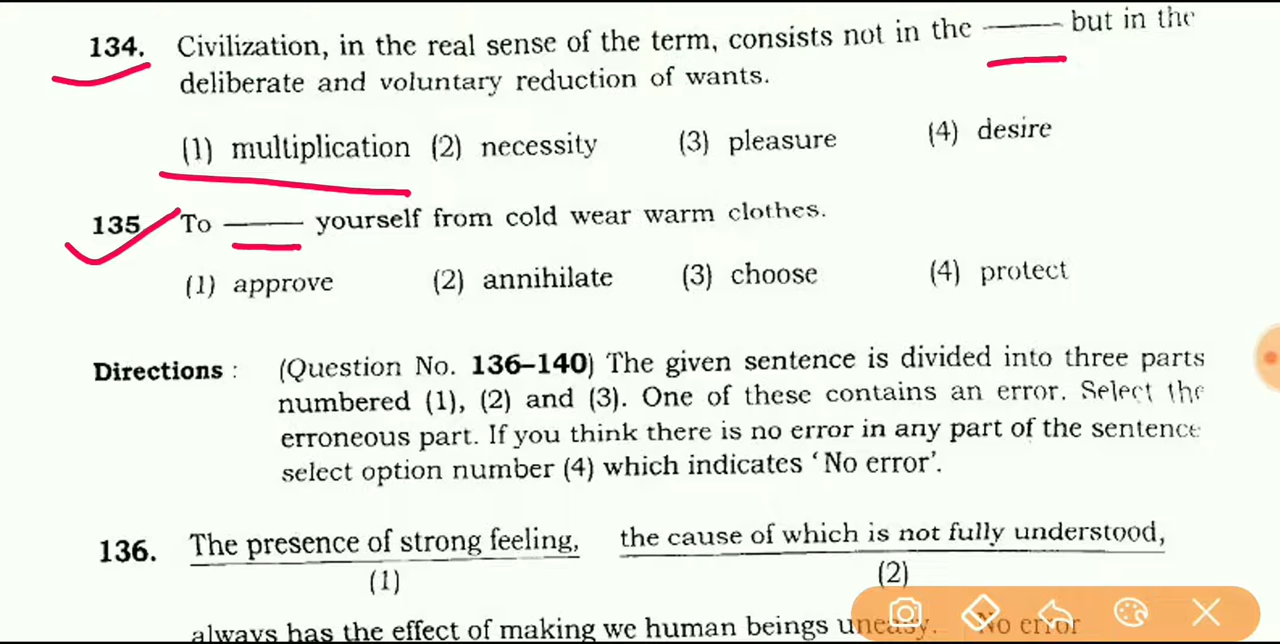 134. Civilization, in the real sense of the term, consists not in the ——— but in the
deliberate and voluntary reduction of wants.
(1) multiplication (2) necessity (3) pleasure (4) desire
135 To ——— yourself from cold wear warm clothes.
(1) approve (2) annihilate (3) choose (4) protect
Directions : (Question No. 136–140) The given sentence is divided into three parts
numbered (1), (2) and (3). One of these contains an error. Select the
erroneous part. If you think there is no error in any part of the sentence
select option number (4) which indicates ‘No error’.
136. The presence of strong feeling, the cause of which is not fully understood,
(1) (2)
always has the effect of making we human beings uneasy. No error